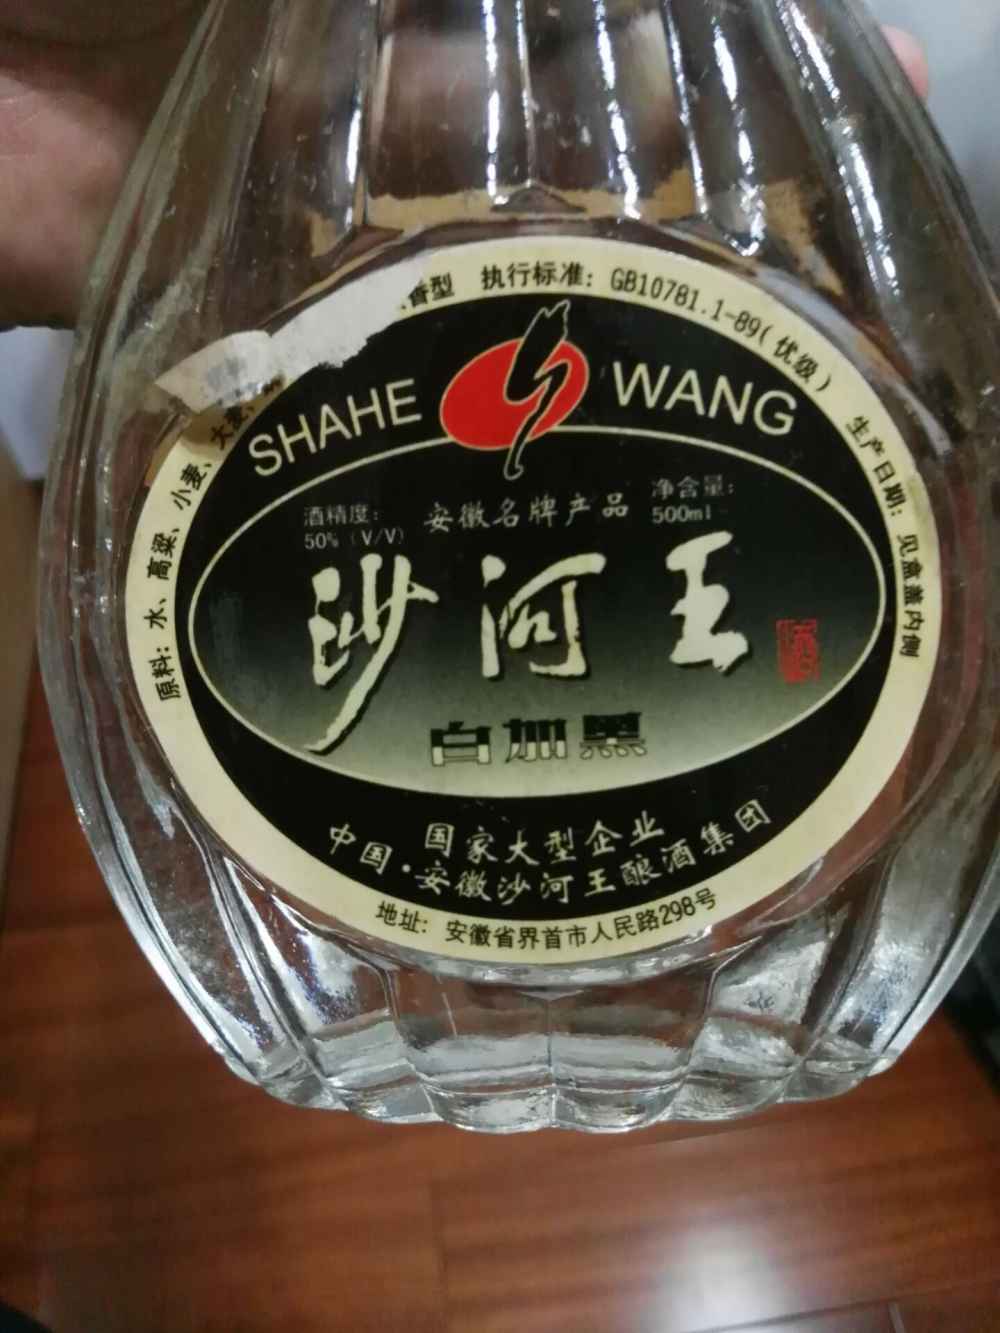 香型 执行标准: GB10781.1-89(优级)
SHAHE WANG
生产日期: 见盒盖内侧
原料: 水、高粱、小麦、大麦、
酒精度:
50% (V/V)
安徽名牌产品
净含量:
500ml
沙河王
白加黑
国家大型企业
中国·安徽沙河王酿酒集团
地址: 安徽省界首市人民路298号